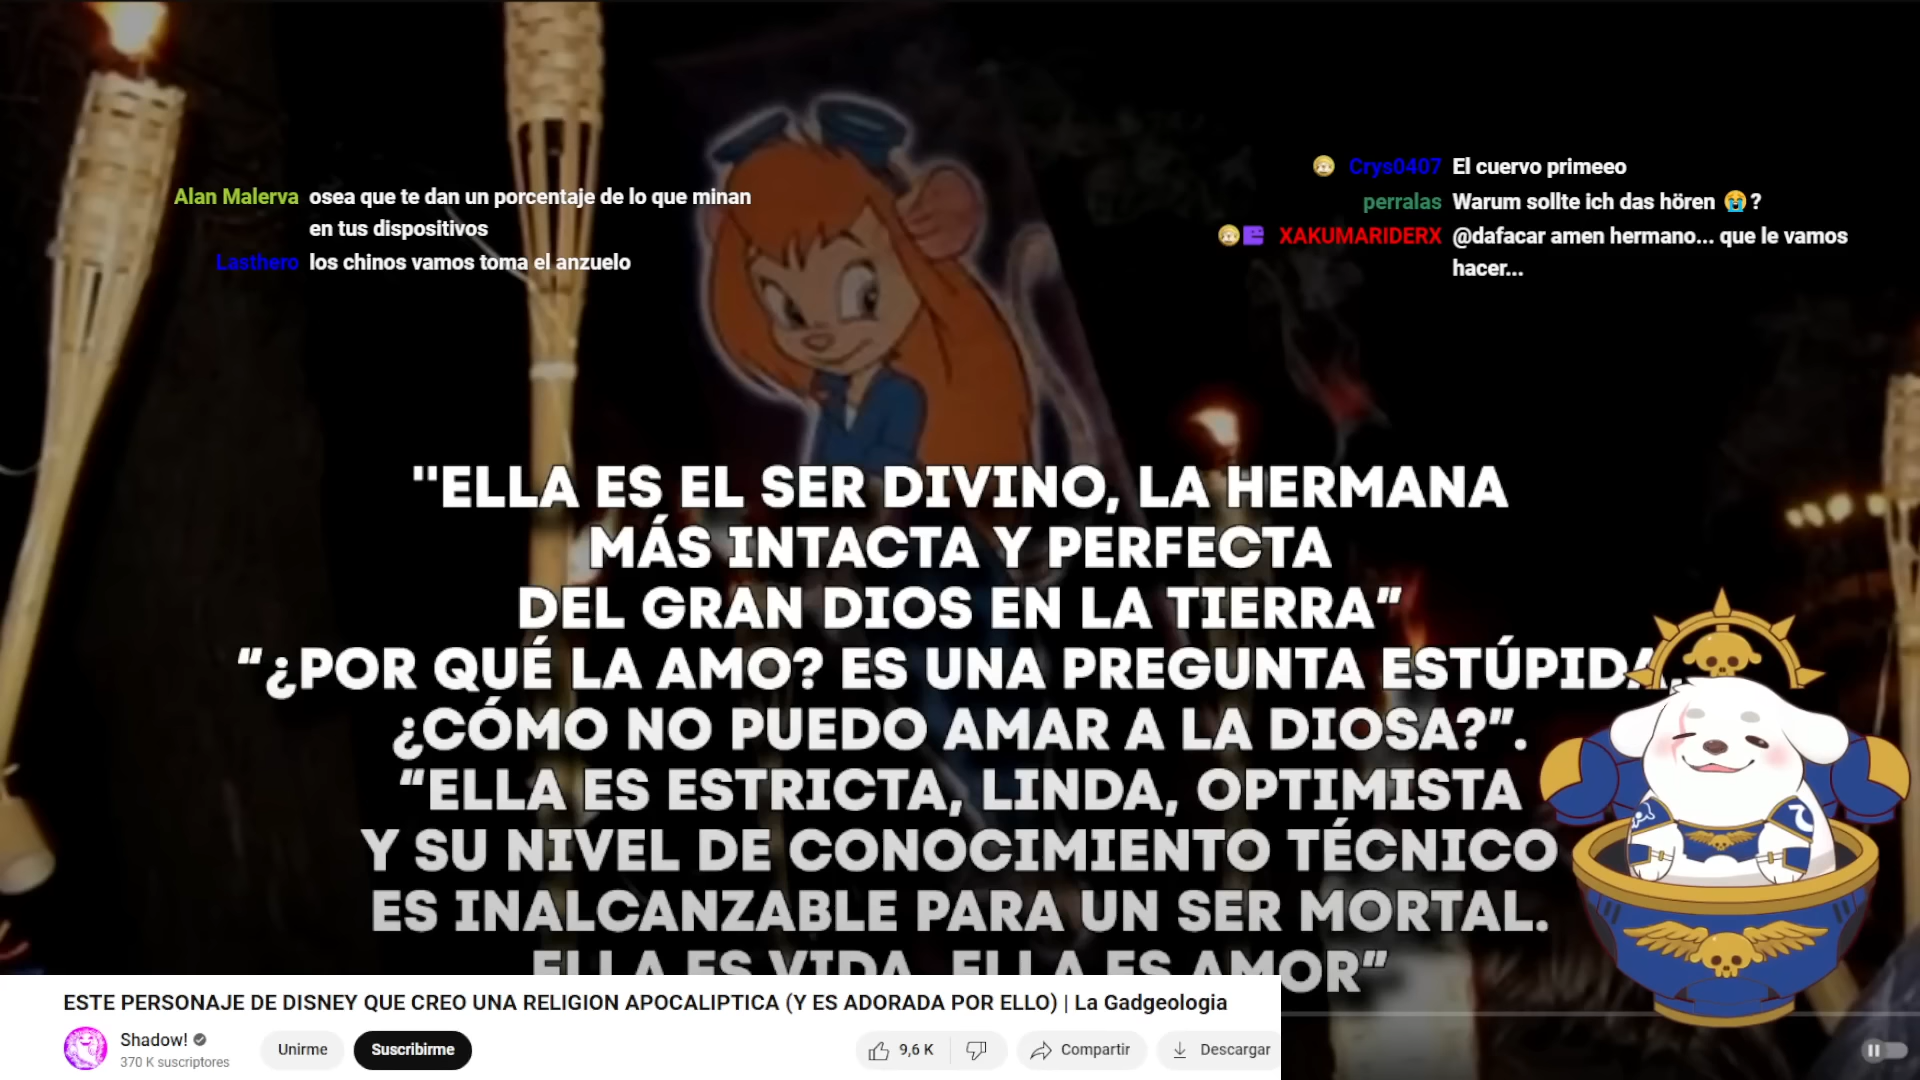 Alan Malerva osea que te dan un porcentaje de lo que minan
en tus dispositivos
Lasthero los chinos vamos toma el anzuelo
Crys0407 El cuervo primeeo
perralas Warum sollte ich das hören 😭?
XAKUMARIDERX @dafacar amen hermano... que le vamos
hacer...
"ELLA ES EL SER DIVINO, LA HERMANA
MÁS INTACTA Y PERFECTA
DEL GRAN DIOS EN LA TIERRA”
“¿POR QUÉ LA AMO? ES UNA PREGUNTA ESTÚPIDA.
¿CÓMO NO PUEDO AMAR A LA DIOSA?”.
“ELLA ES ESTRICTA, LINDA, OPTIMISTA
Y SU NIVEL DE CONOCIMIENTO TÉCNICO
ES INALCANZABLE PARA UN SER MORTAL.
ELLA ES VIDA, ELLA ES AMOR”
ESTE PERSONAJE DE DISNEY QUE CREO UNA RELIGION APOCALIPTICA (Y ES ADORADA POR ELLO) | La Gadgeologia
Shadow!
370 K suscriptores
Unirme
Suscribirme
9,6 K
Compartir
Descargar